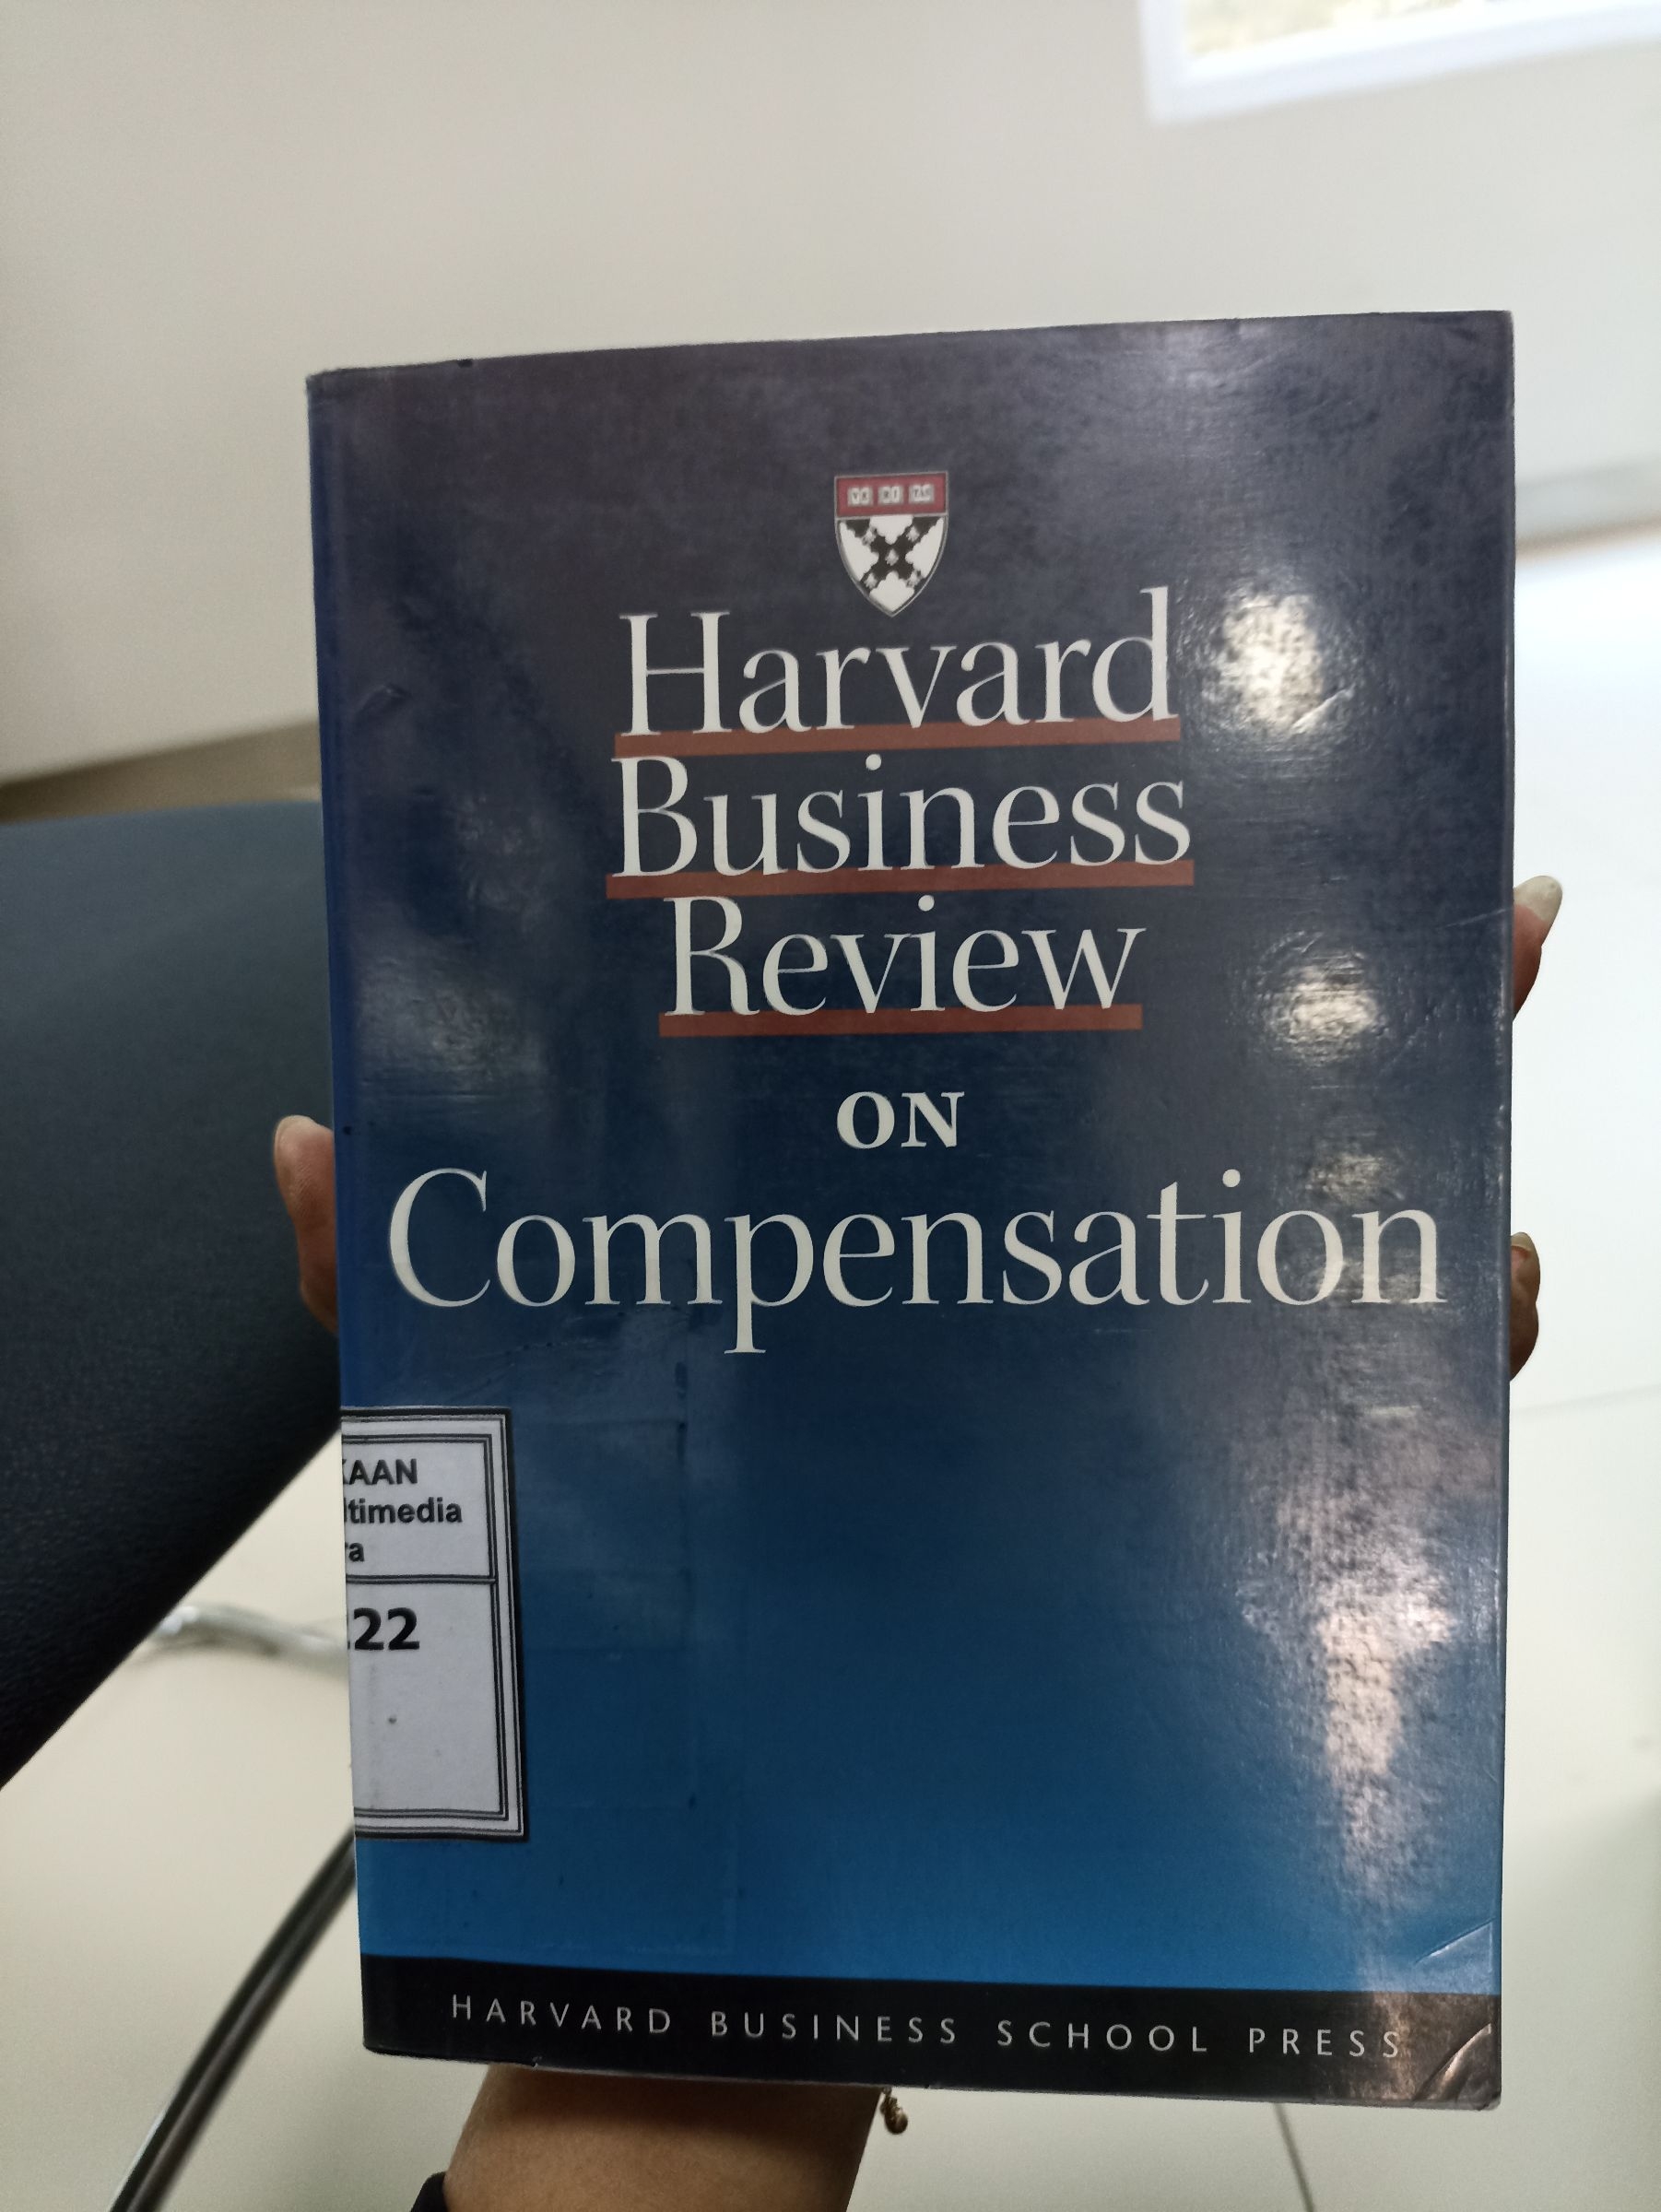 Harvard
Business
Review
ON
Compensation
KAAN
ltimedia
ra
22
HARVARD BUSINESS SCHOOL PRESS